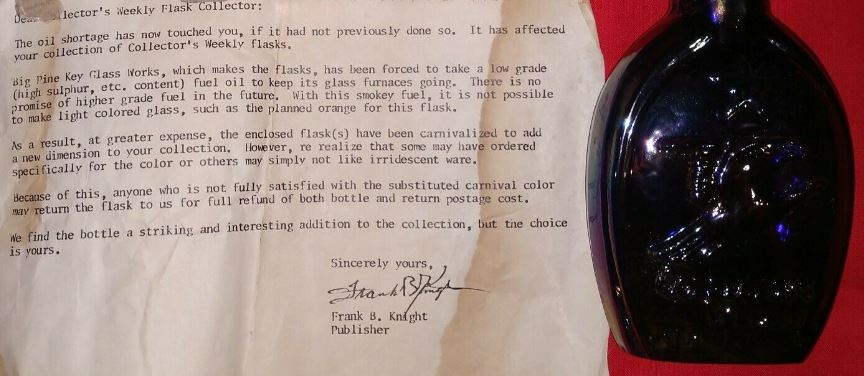 Dear Collector's Weekly Flask Collector:
The oil shortage has now touched you, if it had not previously done so. It has affected
your collection of Collector's Weekly flasks.
Big Pine Key Glass Works, which makes the flasks, has been forced to take a low grade
(high sulphur, etc. content) fuel oil to keep its glass furnaces going. There is no
promise of higher grade fuel in the future. With this smokey fuel, it is not possible
to make light colored glass, such as the planned orange for this flask.
As a result, at greater expense, the enclosed flask(s) have been carnivalized to add
a new dimension to your collection. However, re realize that some may have ordered
specifically for the color or others may simply not like irridescent ware.
Because of this, anyone who is not fully satisfied with the substituted carnival color
may return the flask to us for full refund of both bottle and return postage cost.
We find the bottle a striking and interesting addition to the collection, but the choice
is yours.
Sincerely yours,
Frank B Knight
Frank B. Knight
Publisher